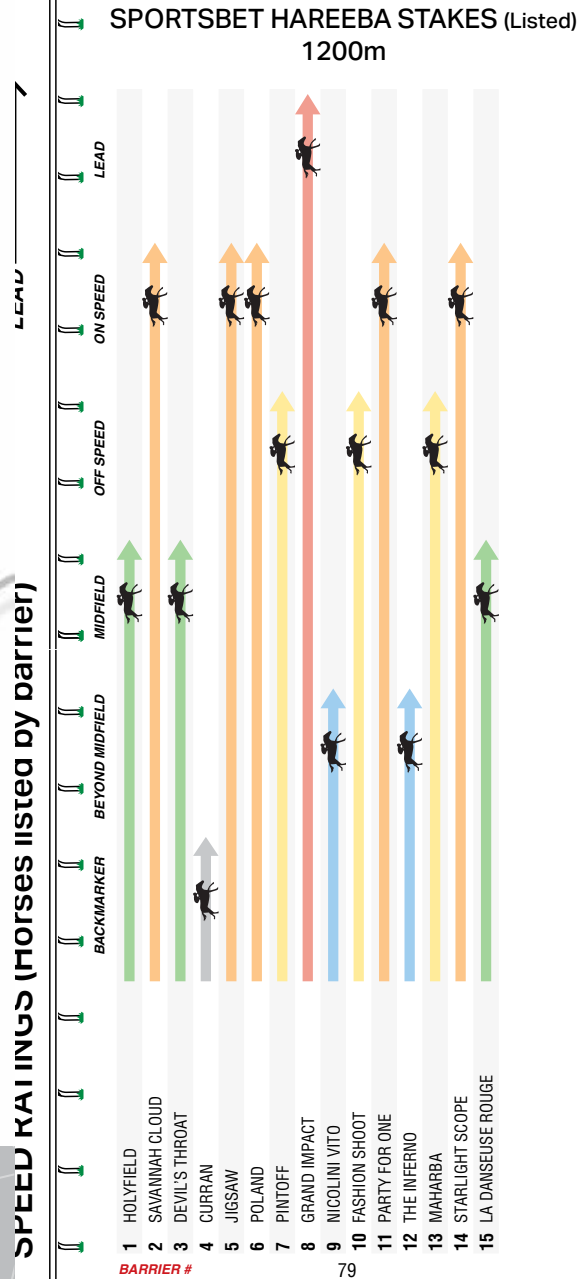 SPORTSBET HAREEBA STAKES (Listed)
1200m
LEAD
SPEED RATINGS (Horses listed by barrier)
LEAD
ON SPEED
OFF SPEED
MIDFIELD
BEYOND MIDFIELD
BACKMARKER
1 HOLYFIELD
2 SAVANNAH CLOUD
3 DEVIL'S THROAT
4 CURRAN
5 JIGSAW
6 POLAND
7 PINTOFF
8 GRAND IMPACT
9 NICOLINI VITO
10 FASHION SHOOT
11 PARTY FOR ONE
12 THE INFERNO
13 MAHARBA
14 STARLIGHT SCOPE
15 LA DANSEUSE ROUGE
BARRIER #
79